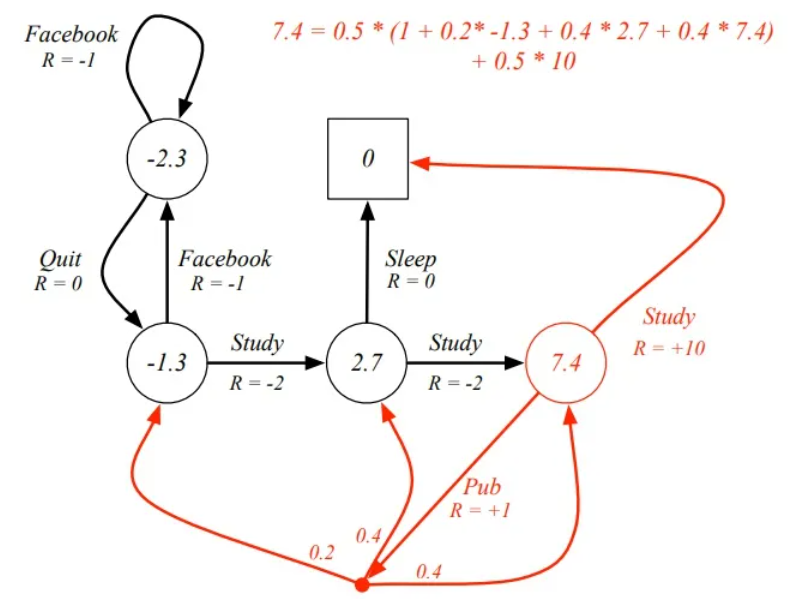 Facebook
R = -1
7.4 = 0.5 * (1 + 0.2* -1.3 + 0.4 * 2.7 + 0.4 * 7.4)
+ 0.5 * 10
-2.3
0
Quit
R = 0
Facebook
R = -1
Sleep
R = 0
Study
R = +10
-1.3
Study
R = -2
2.7
Study
R = -2
7.4
Pub
R = +1
0.2
0.4
0.4